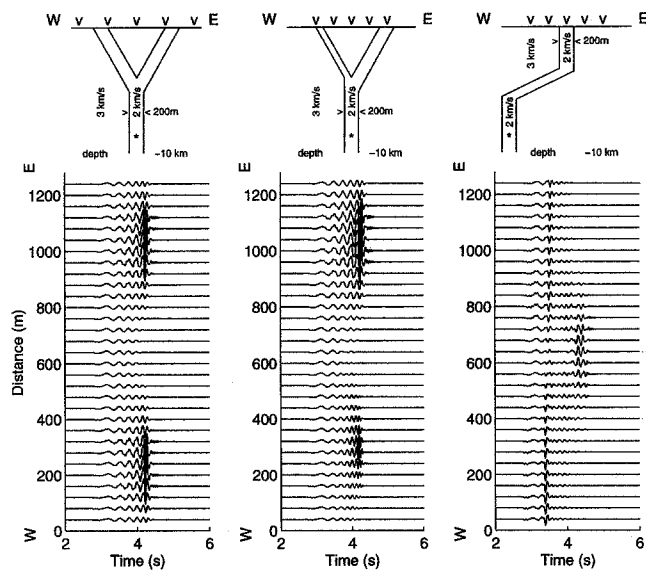 W V V V V V E
3 km/s
2 km/s
> < 200m
*
depth ~10 km
W V V V V V E
3 km/s
2 km/s
> < 200m
*
depth ~10 km
W V V V V V E
3 km/s
2 km/s
> < 200m
* 2 km/s
depth ~10 km
Distance (m)
E
1200
1000
800
600
400
200
0
W
2 4 6
Time (s)
E
1200
1000
800
600
400
200
0
W
2 4 6
Time (s)
E
1200
1000
800
600
400
200
0
W
2 4 6
Time (s)